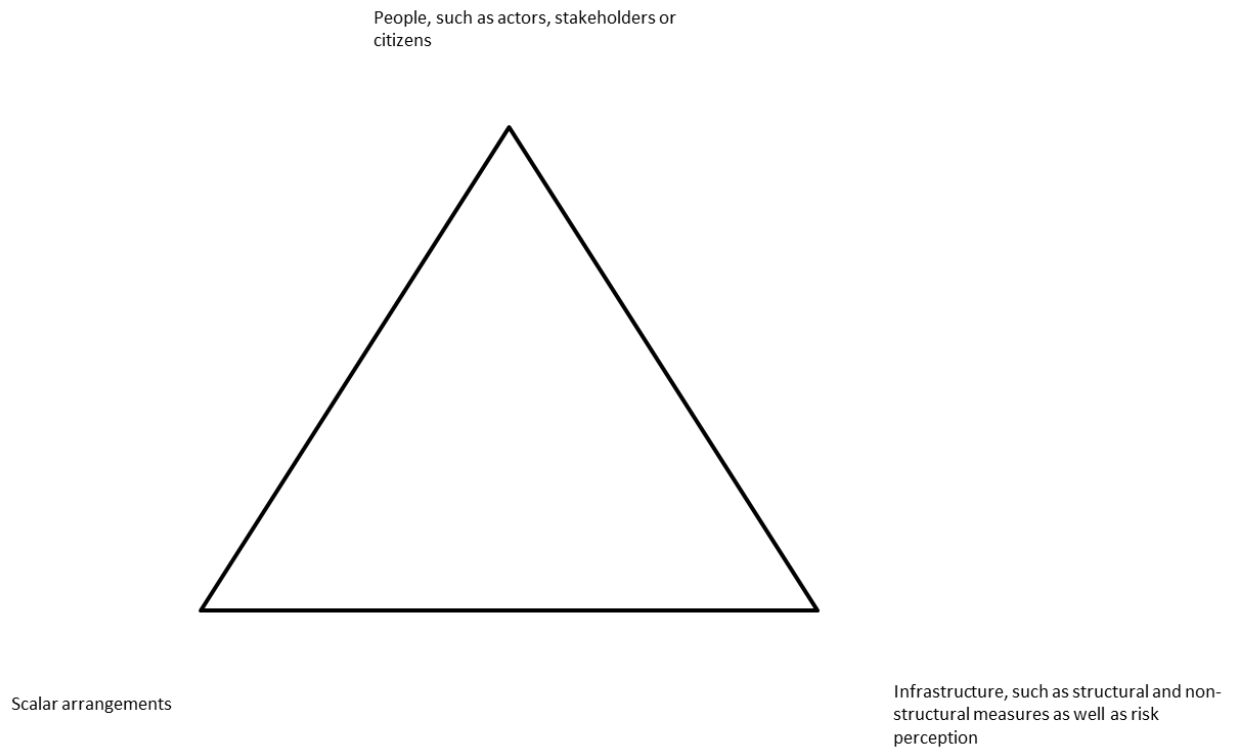 People, such as actors, stakeholders or
citizens
Scalar arrangements
Infrastructure, such as structural and non-
structural measures as well as risk
perception